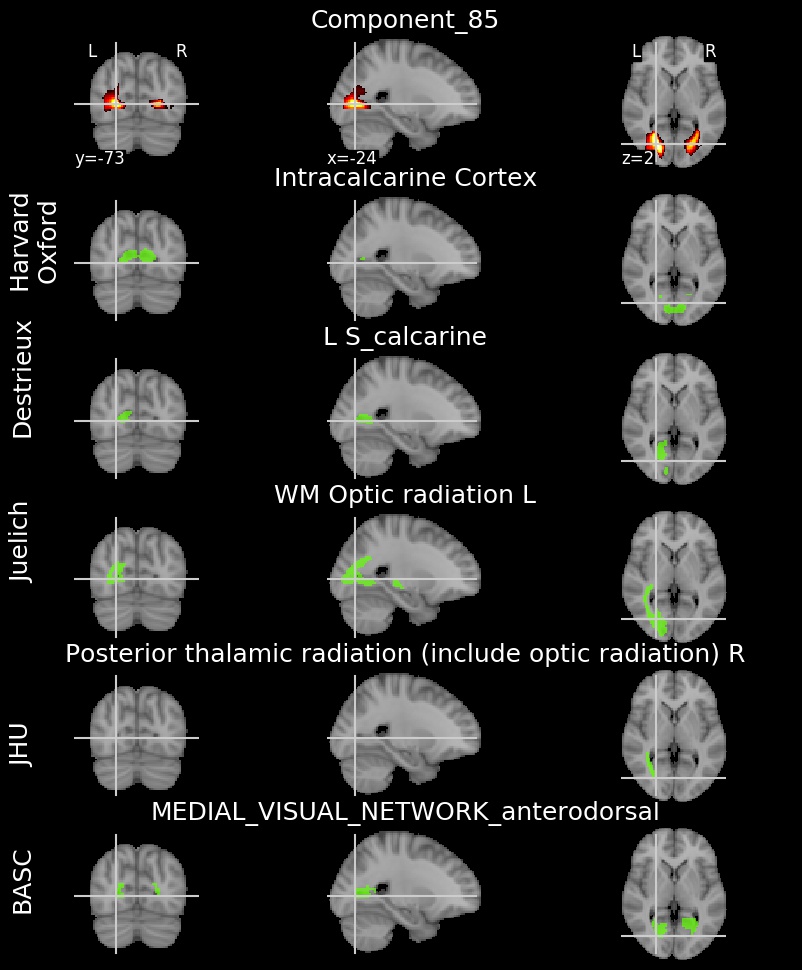 Component_85
L R
L R
y=-73
x=-24
z=2
Intracalcarine Cortex
Harvard
Oxford
L S_calcarine
Destrieux
WM Optic radiation L
Juelich
Posterior thalamic radiation (include optic radiation) R
JHU
MEDIAL_VISUAL_NETWORK_anterodorsal
BASC